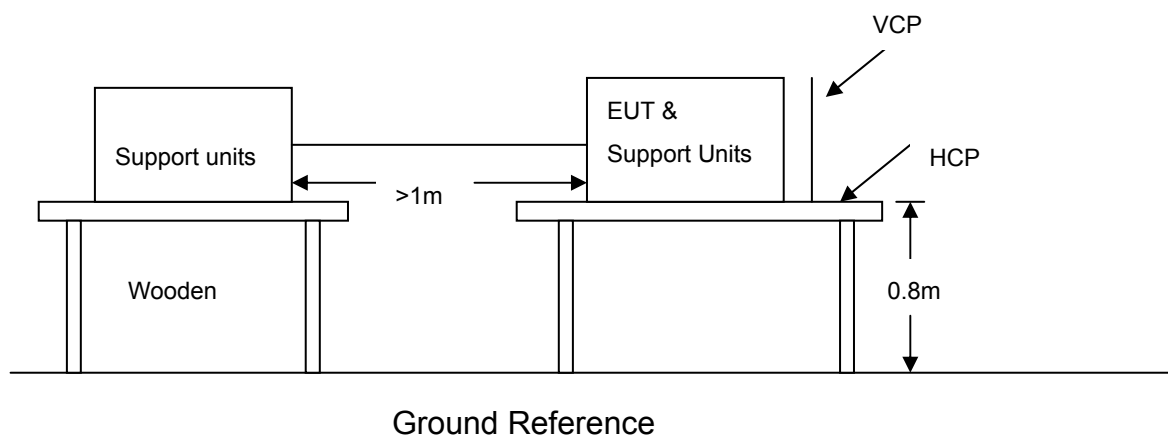 VCP
EUT &
Support Units
Support units
HCP
>1m
Wooden
0.8m
Ground Reference